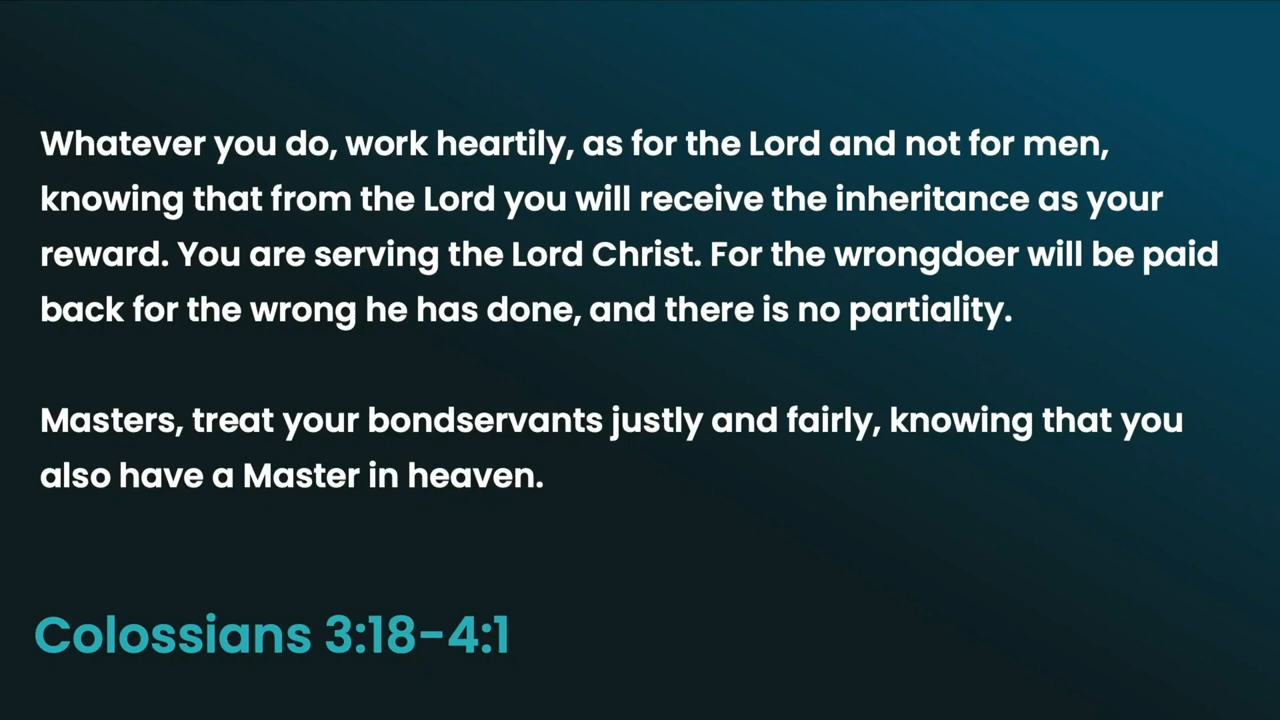 Whatever you do, work heartily, as for the Lord and not for men,
knowing that from the Lord you will receive the inheritance as your
reward. You are serving the Lord Christ. For the wrongdoer will be paid
back for the wrong he has done, and there is no partiality.
Masters, treat your bondservants justly and fairly, knowing that you
also have a Master in heaven.
Colossians 3:18-4:1